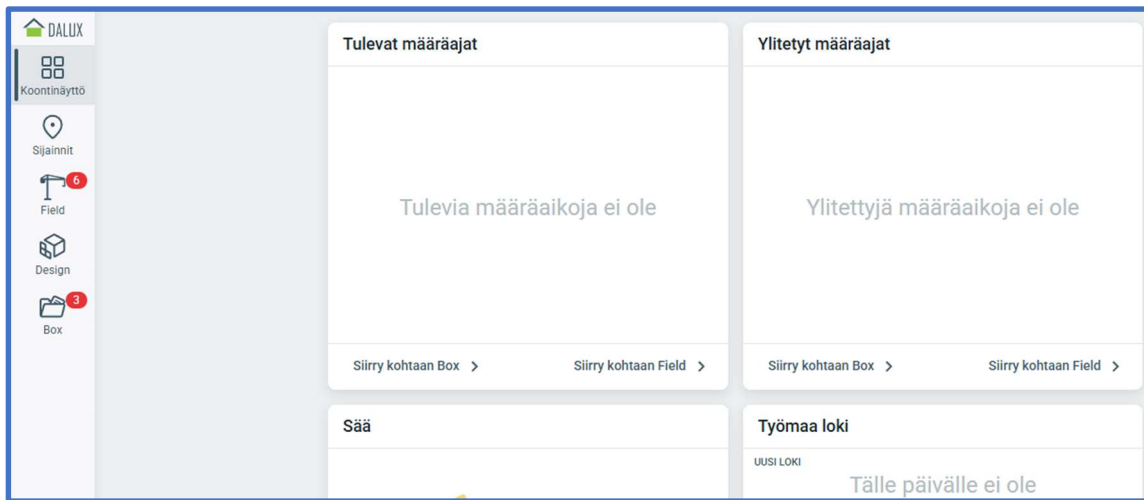 DALUX
Koontinäyttö
Sijainnit
6
Field
Design
3
Box
Tulevat määräajat
Tulevia määräaikoja ei ole
Siirry kohtaan Box >
Siirry kohtaan Field >
Ylitetyt määräajat
Ylitettyjä määräaikoja ei ole
Siirry kohtaan Box >
Siirry kohtaan Field >
Sää
Työmaa loki
UUSI LOKI
Tälle päivälle ei ole